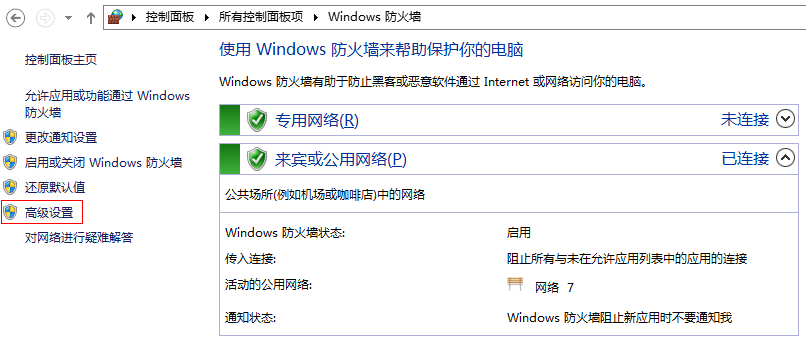 控制面板 ▸ 所有控制面板项 ▸ Windows 防火墙
控制面板主页
允许应用或功能通过 Windows
防火墙
更改通知设置
启用或关闭 Windows 防火墙
还原默认值
高级设置
对网络进行疑难解答
使用 Windows 防火墙来帮助保护你的电脑
Windows 防火墙有助于防止黑客或恶意软件通过 Internet 或网络访问你的电脑。
专用网络(R) 未连接
来宾或公用网络(P) 已连接
公共场所(例如机场或咖啡店)中的网络
Windows 防火墙状态: 启用
传入连接: 阻止所有与未在允许应用列表中的应用的连接
活动的公用网络: 网络 7
通知状态: Windows 防火墙阻止新应用时不要通知我